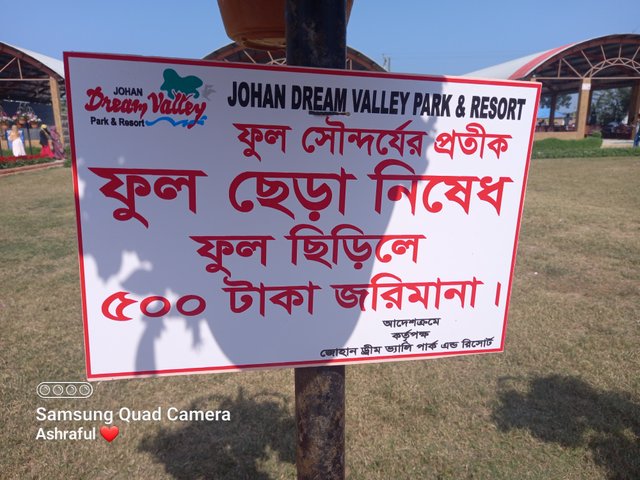 JOHAN
Dream Valley
Park & Resort
JOHAN DREAM VALLEY PARK & RESORT
ফুল সৌন্দর্যের প্রতীক
ফুল ছেড়া নিষেধ
ফুল ছিড়িলে
৫০০ টাকা জরিমানা।
আদেশক্রমে
কর্তৃপক্ষ
জোহান ড্রীম ভ্যালি পার্ক এন্ড রিসোর্ট
Samsung Quad Camera
Ashraful ❤️